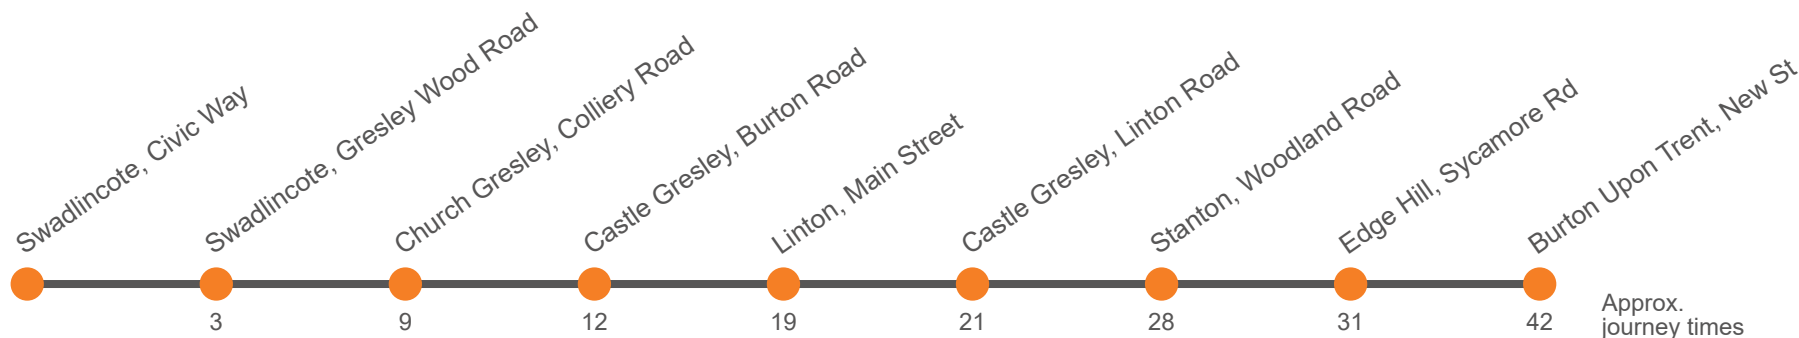 Swadlincote, Civic Way
Swadlincote, Gresley Wood Road
Church Gresley, Colliery Road
Castle Gresley, Burton Road
Linton, Main Street
Castle Gresley, Linton Road
Stanton, Woodland Road
Edge Hill, Sycamore Rd
Burton Upon Trent, New St
3
9
12
19
21
28
31
42
Approx.
journey times